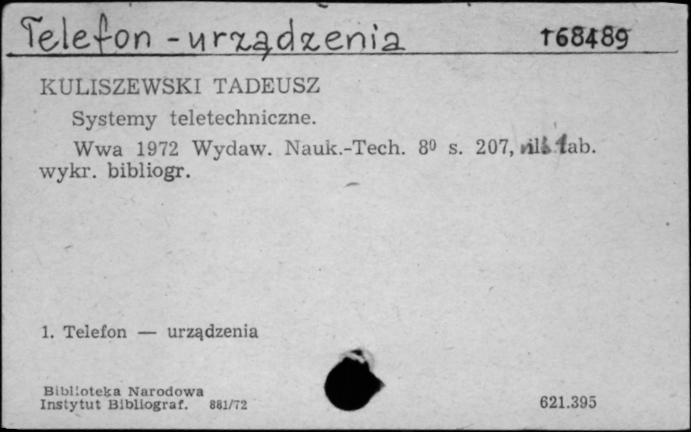 Telefon - urządzenia T68489
KULISZEWSKI TADEUSZ
Systemy teletechniczne.
Wwa 1972 Wydaw. Nauk.-Tech. 8⁰ s. 207, tab.
wykr. bibliogr.
1. Telefon — urządzenia
Biblioteka Narodowa
Instytut Bibliograf. 881/72
621.395